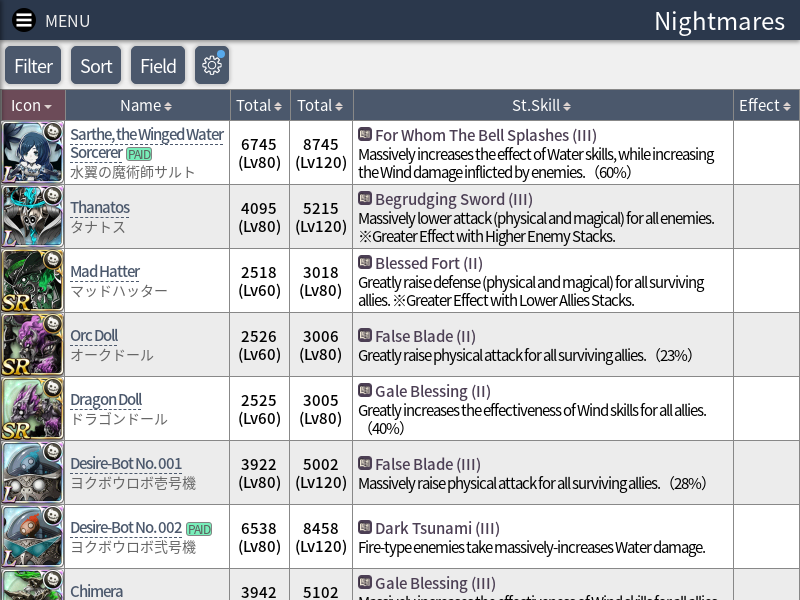 MENU
Nightmares
Filter
Sort
Field
Icon
Name
Total
Total
St.Skill
Effect
Sarthe, the Winged Water
Sorcerer PAID
水翼の魔術師サルト
6745
(Lv80)
8745
(Lv120)
For Whom The Bell Splashes (III)
Massively increases the effect of Water skills, while increasing
the Wind damage inflicted by enemies.（60%）
L
Thanatos
タナトス
4095
(Lv80)
5215
(Lv120)
Begrudging Sword (III)
Massively lower attack (physical and magical) for all enemies.
※Greater Effect with Higher Enemy Stacks.
L
Mad Hatter
マッドハッター
2518
(Lv60)
3018
(Lv80)
Blessed Fort (II)
Greatly raise defense (physical and magical) for all surviving
allies. ※Greater Effect with Lower Allies Stacks.
SR
Orc Doll
オークドール
2526
(Lv60)
3006
(Lv80)
False Blade (II)
Greatly raise physical attack for all surviving allies.（23%）
SR
Dragon Doll
ドラゴンドール
2525
(Lv60)
3005
(Lv80)
Gale Blessing (II)
Greatly increases the effectiveness of Wind skills for all allies.
（40%）
SR
Desire-Bot No. 001
ヨクボウロボ壱号機
3922
(Lv80)
5002
(Lv120)
False Blade (III)
Massively raise physical attack for all surviving allies.（28%）
L
Desire-Bot No. 002 PAID
ヨクボウロボ弐号機
6538
(Lv80)
8458
(Lv120)
Dark Tsunami (III)
Fire-type enemies take massively-increases Water damage.
L
Chimera
3942
5102
Gale Blessing (III)
Massively increases the effectiveness of Wind skills for all allies.